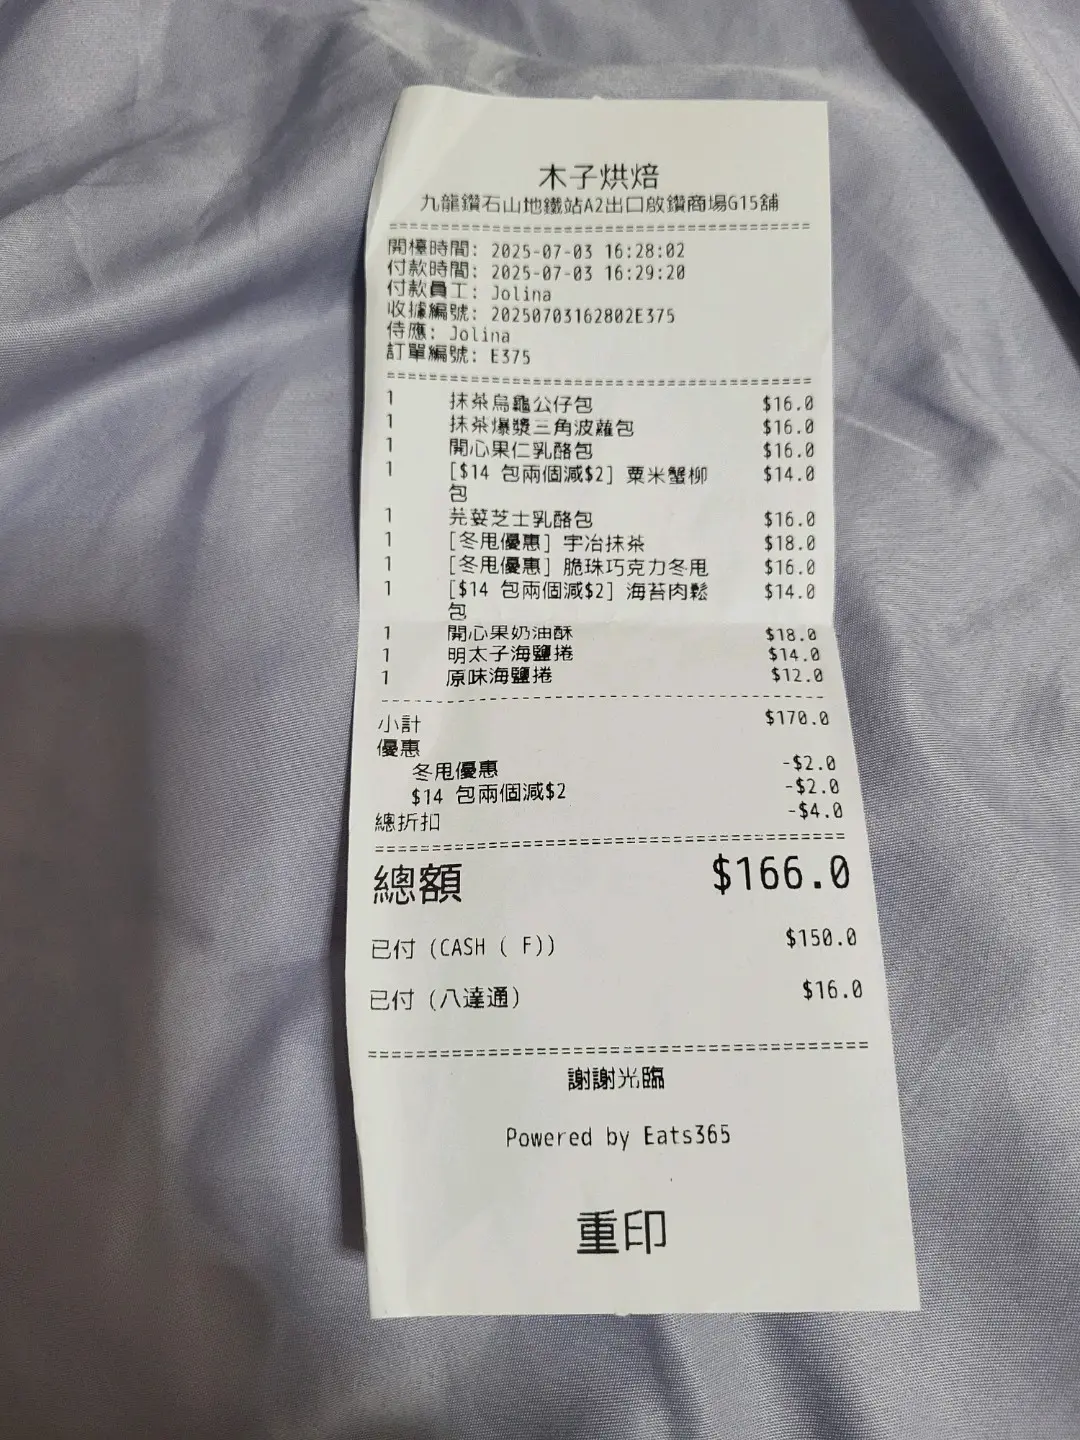 木子烘焙
九龍鑽石山地鐵站A2出口啟鑽商場G15舖
開檯時間: 2025-07-03 16:28:02
付款時間: 2025-07-03 16:29:20
付款員工: Jolina
收據編號: 20250703162802E375
侍應: Jolina
訂單編號: E375
1 抹茶烏龜公仔包 $16.0
1 抹茶爆漿三角波蘿包 $16.0
1 開心果仁乳酪包 $16.0
1 [$14 包兩個減$2] 粟米蟹柳 $14.0
包
1 芫荽芝士乳酪包 $16.0
1 [冬甩優惠] 宇冶抹茶 $18.0
1 [冬甩優惠] 脆珠巧克力冬甩 $16.0
1 [$14 包兩個減$2] 海苔肉鬆 $14.0
包
1 開心果奶油酥 $18.0
1 明太子海鹽捲 $14.0
1 原味海鹽捲 $12.0
小計 $170.0
優惠
冬甩優惠 -$2.0
$14 包兩個減$2 -$2.0
總折扣 -$4.0
總額 $166.0
已付 (CASH ( F)) $150.0
已付 (八達通) $16.0
謝謝光臨
Powered by Eats365
重印